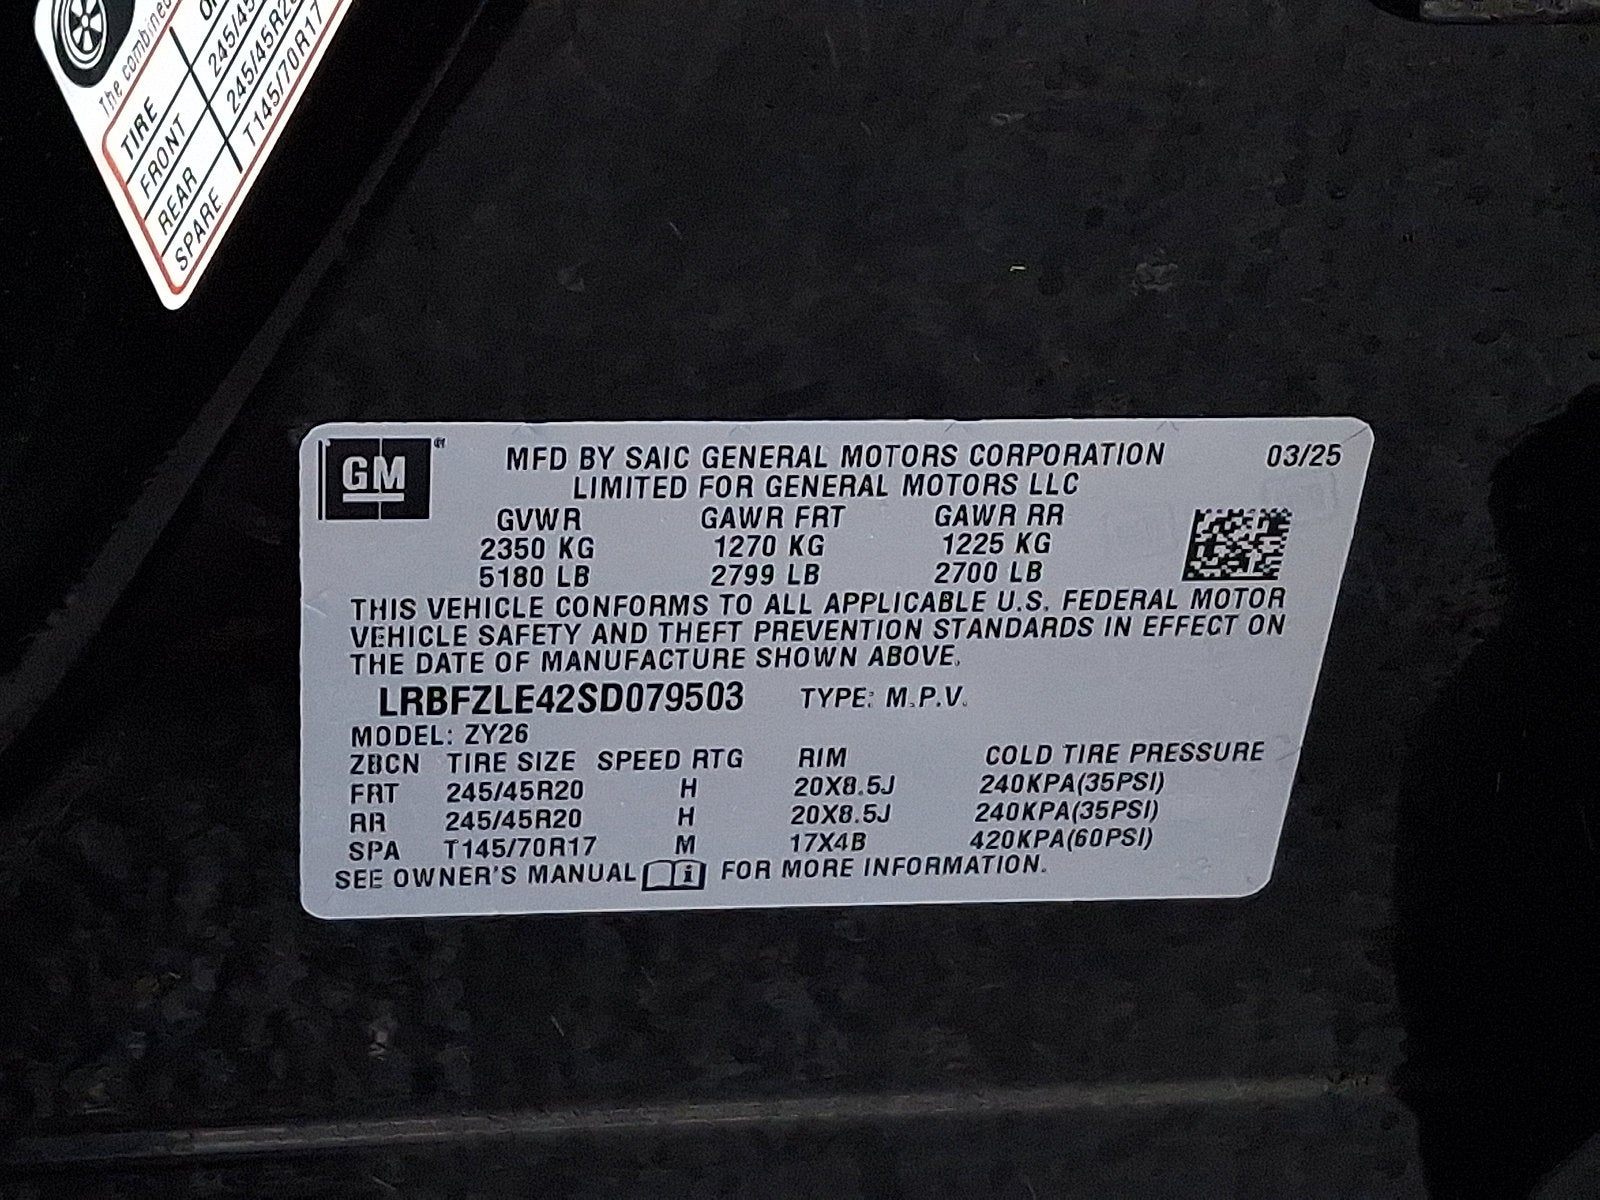 The combined
TIRE
FRONT 245/45
REAR 245/45R20
SPARE T145/70R17
GM
MFD BY SAIC GENERAL MOTORS CORPORATION 03/25
LIMITED FOR GENERAL MOTORS LLC
GVWR GAWR FRT GAWR RR
2350 KG 1270 KG 1225 KG
5180 LB 2799 LB 2700 LB
THIS VEHICLE CONFORMS TO ALL APPLICABLE U.S. FEDERAL MOTOR
VEHICLE SAFETY AND THEFT PREVENTION STANDARDS IN EFFECT ON
THE DATE OF MANUFACTURE SHOWN ABOVE.
LRBFZLE42SD079503 TYPE: M.P.V.
MODEL: ZY26
ZBCN TIRE SIZE SPEED RTG RIM COLD TIRE PRESSURE
FRT 245/45R20 H 20X8.5J 240KPA(35PSI)
RR 245/45R20 H 20X8.5J 240KPA(35PSI)
SPA T145/70R17 M 17X4B 420KPA(60PSI)
SEE OWNER'S MANUAL i FOR MORE INFORMATION.